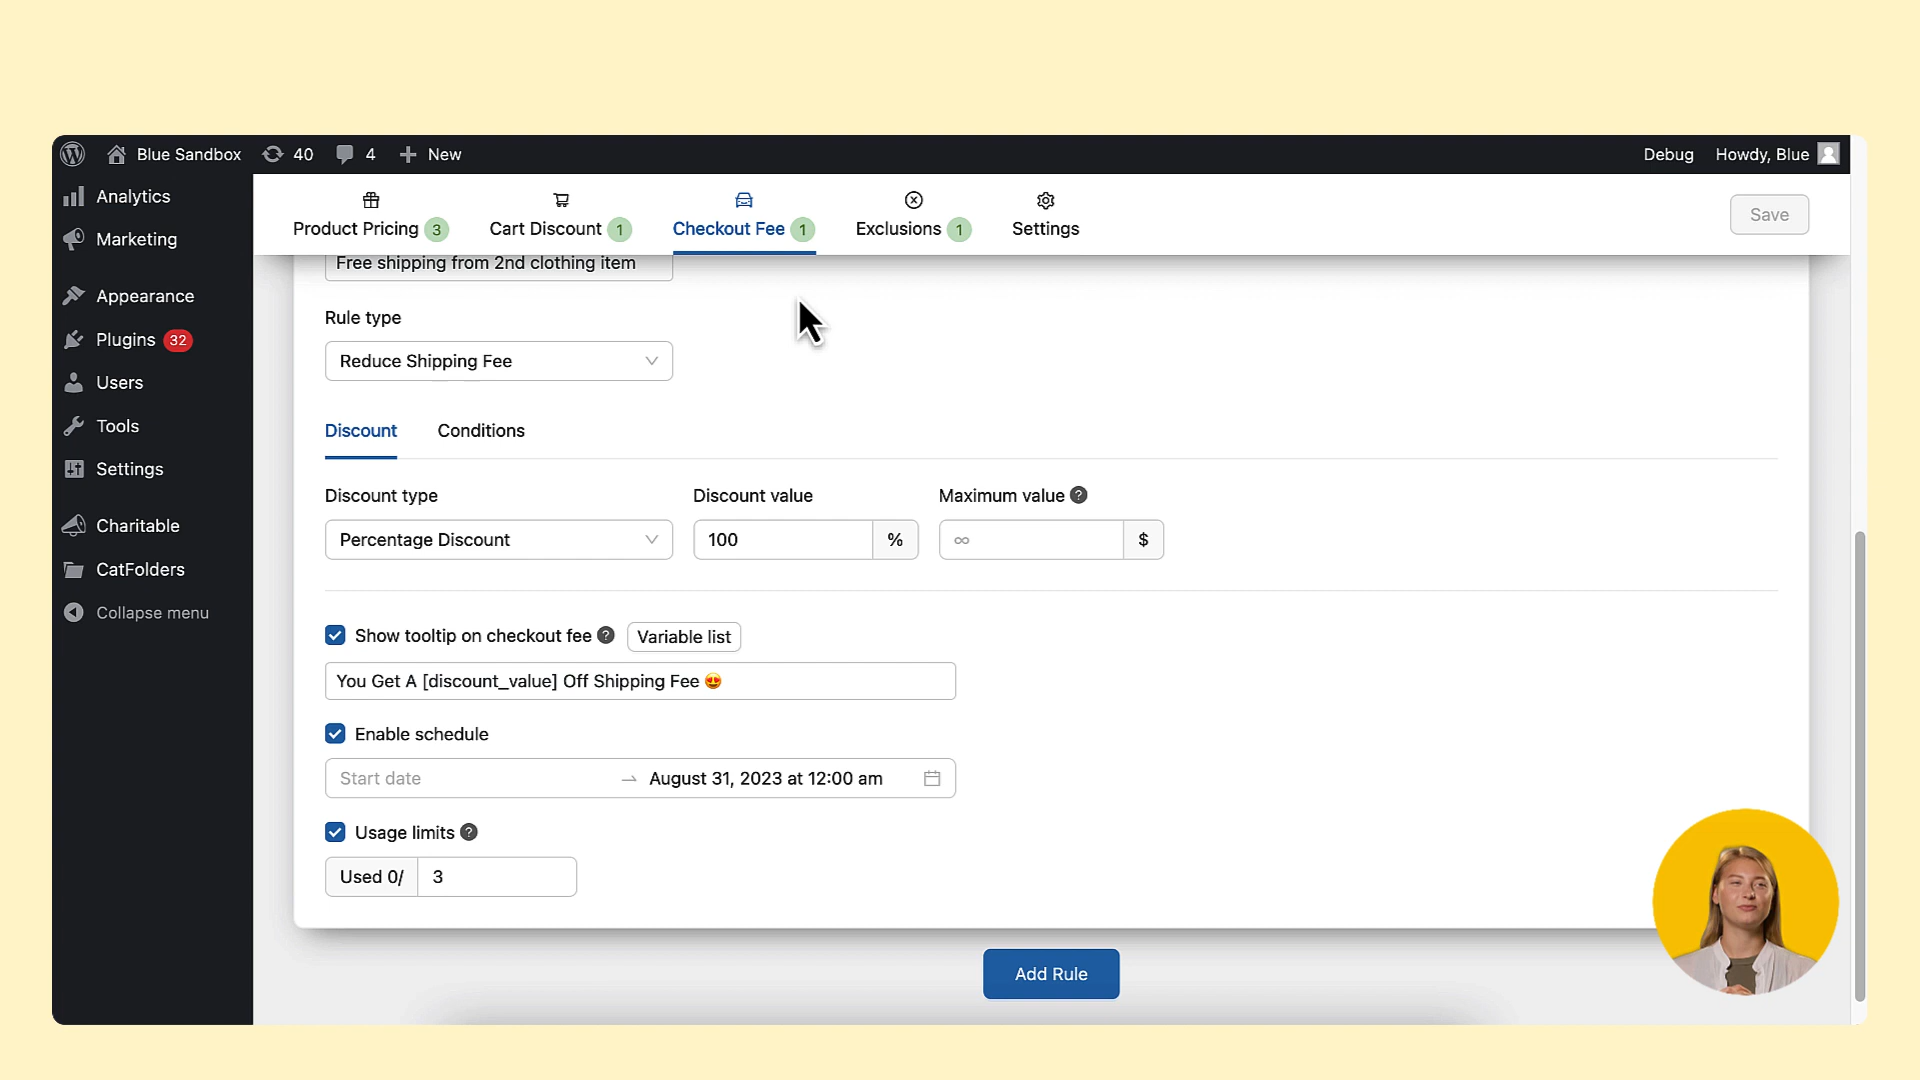 Blue Sandbox 40 4 New Debug Howdy, Blue
Analytics
Marketing
Appearance
Plugins 32
Users
Tools
Settings
Charitable
CatFolders
Collapse menu
Product Pricing 3 Cart Discount 1 Checkout Fee 1 Exclusions 1 Settings Save
Free shipping from 2nd clothing item
Rule type
Reduce Shipping Fee
Discount Conditions
Discount type Discount value Maximum value ?
Percentage Discount 100 % ∞ $
Show tooltip on checkout fee ? Variable list
You Get A [discount_value] Off Shipping Fee 😍
Enable schedule
Start date → August 31, 2023 at 12:00 am
Usage limits ?
Used 0/ 3
Add Rule